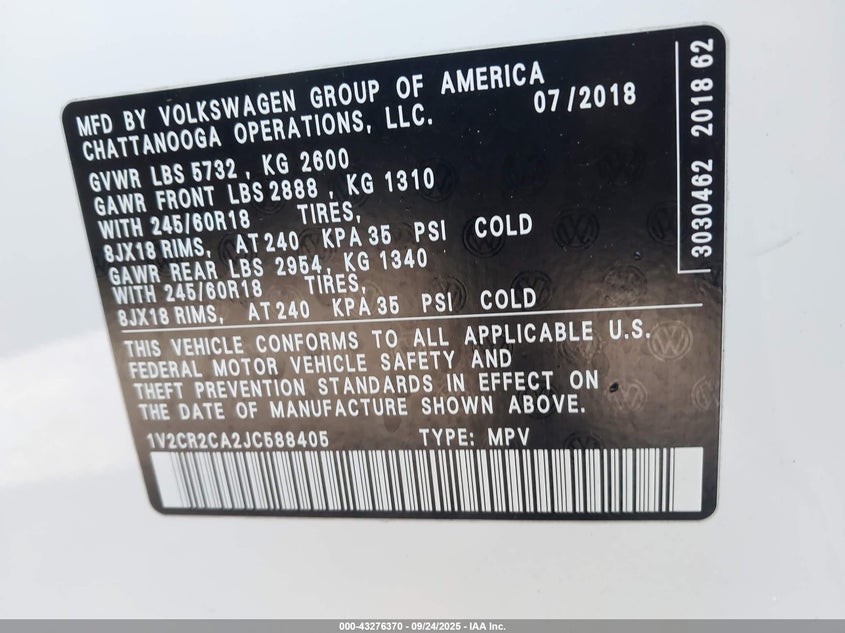 MFD BY VOLKSWAGEN GROUP OF AMERICA
CHATTANOOGA OPERATIONS, LLC.
07/2018
GVWR LBS 5732 , KG 2600
GAWR FRONT LBS 2888 , KG 1310
WITH 245/60R18 TIRES,
8JX18 RIMS, AT 240 KPA 35 PSI COLD
GAWR REAR LBS 2954, KG 1340
WITH 245/60R18 TIRES,
8JX18 RIMS, AT 240 KPA 35 PSI COLD
THIS VEHICLE CONFORMS TO ALL APPLICABLE U.S.
FEDERAL MOTOR VEHICLE SAFETY AND
THEFT PREVENTION STANDARDS IN EFFECT ON
THE DATE OF MANUFACTURE SHOWN ABOVE.
1V2CR2CA2JC588405 TYPE: MPV
3030462 2018 62
000-43276370 - 09/24/2025 - IAA Inc.